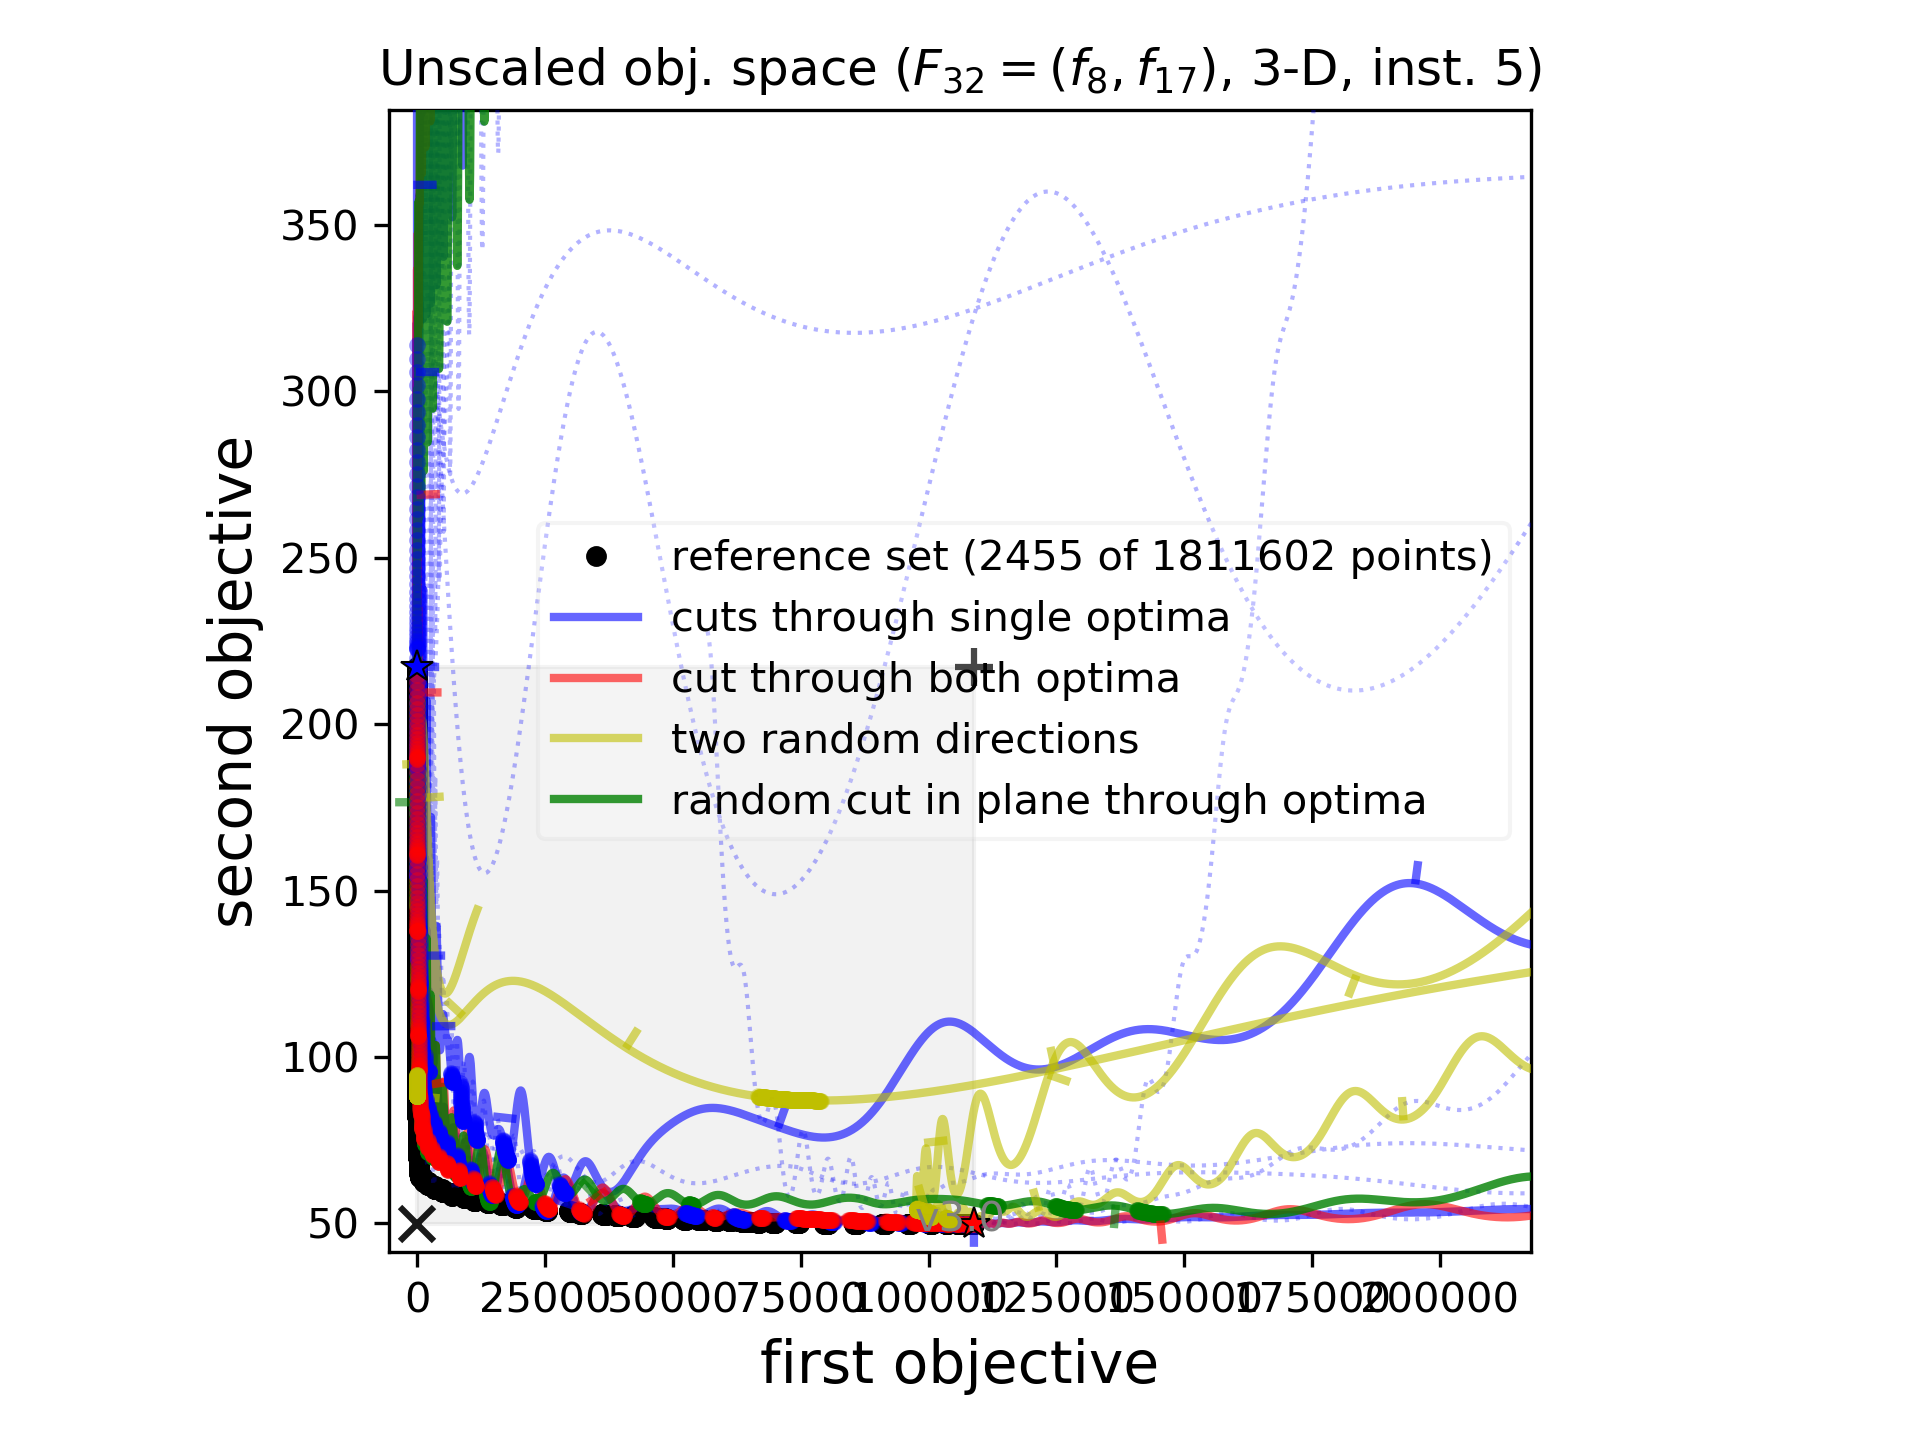 Unscaled obj. space (F₃₂ = (f₈, f₁₇), 3-D, inst. 5)
350
300
250
200
150
100
50
second objective
reference set (2455 of 1811602 points)
cuts through single optima
cut through both optima
two random directions
random cut in plane through optima
v3.0
0 25000 50000 75000 100000 125000 150000 175000 200000
first objective